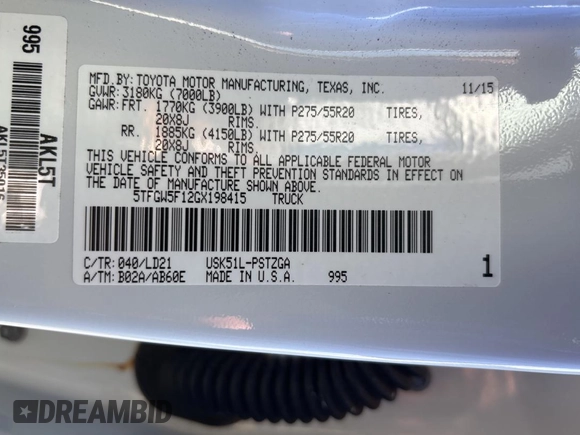 995
AKL5T
MFD.BY: TOYOTA MOTOR MANUFACTURING, TEXAS, INC. 11/15
GVWR: 3180KG (7000LB)
GAWR: FRT. 1770KG (3900LB) WITH P275/55R20 TIRES,
20X8J RIMS
RR. 1885KG (4150LB) WITH P275/55R20 TIRES,
20X8J RIMS
THIS VEHICLE CONFORMS TO ALL APPLICABLE FEDERAL MOTOR
VEHICLE SAFETY AND THEFT PREVENTION STANDARDS IN EFFECT ON
THE DATE OF MANUFACTURE SHOWN ABOVE.
5TFGW5F12GX198415 TRUCK
C/TR: 040/LD21 USK51L-PSTZGA
A/TM: B02A/AB60E MADE IN U.S.A. 995
1
DREAMBID